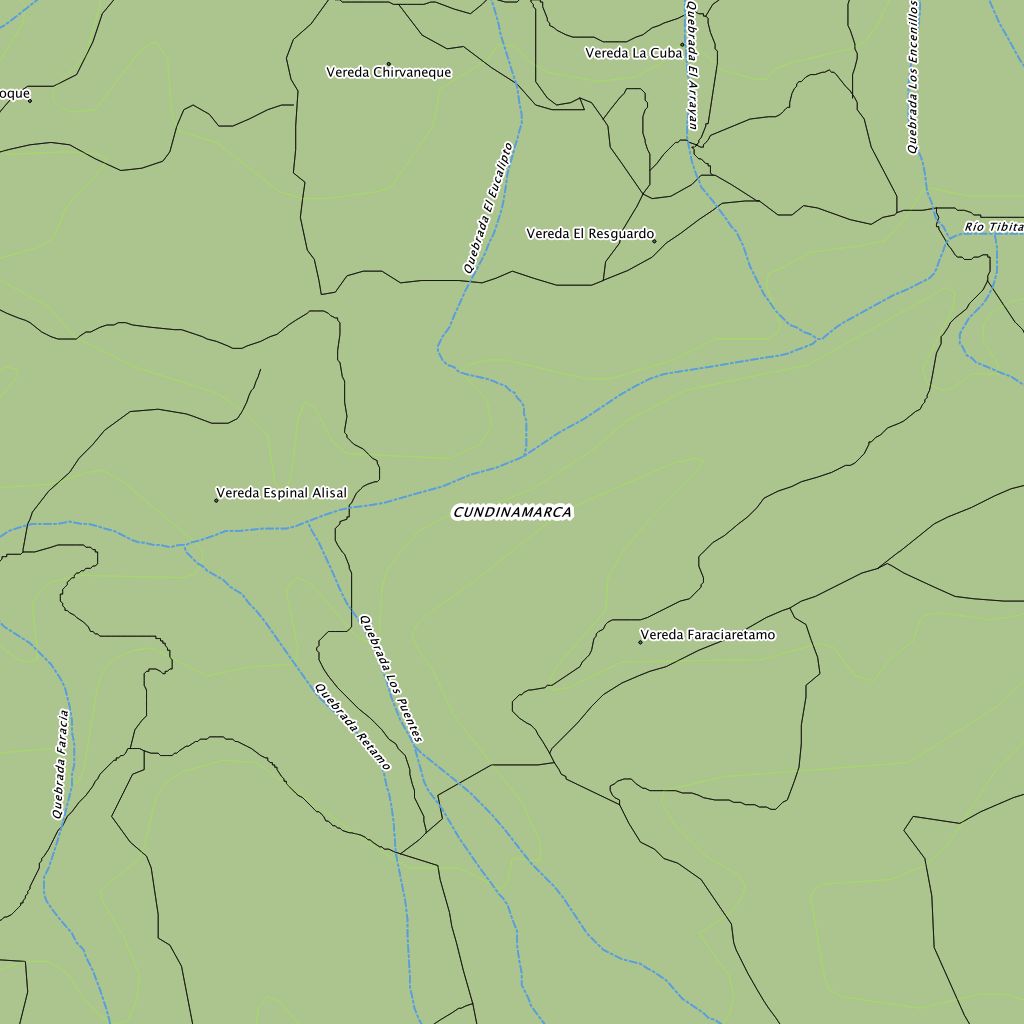 Quebrada El Arrayan
Quebrada Los Encenillos
Vereda La Cuba
Vereda Chirvaneque
oque
Quebrada El Eucalipto
Río Tibita
Vereda El Resguardo
Vereda Espinal Alisal
CUNDINAMARCA
Vereda Faraciaretamo
Quebrada Los Puentes
Quebrada Retamo
Quebrada Faracia